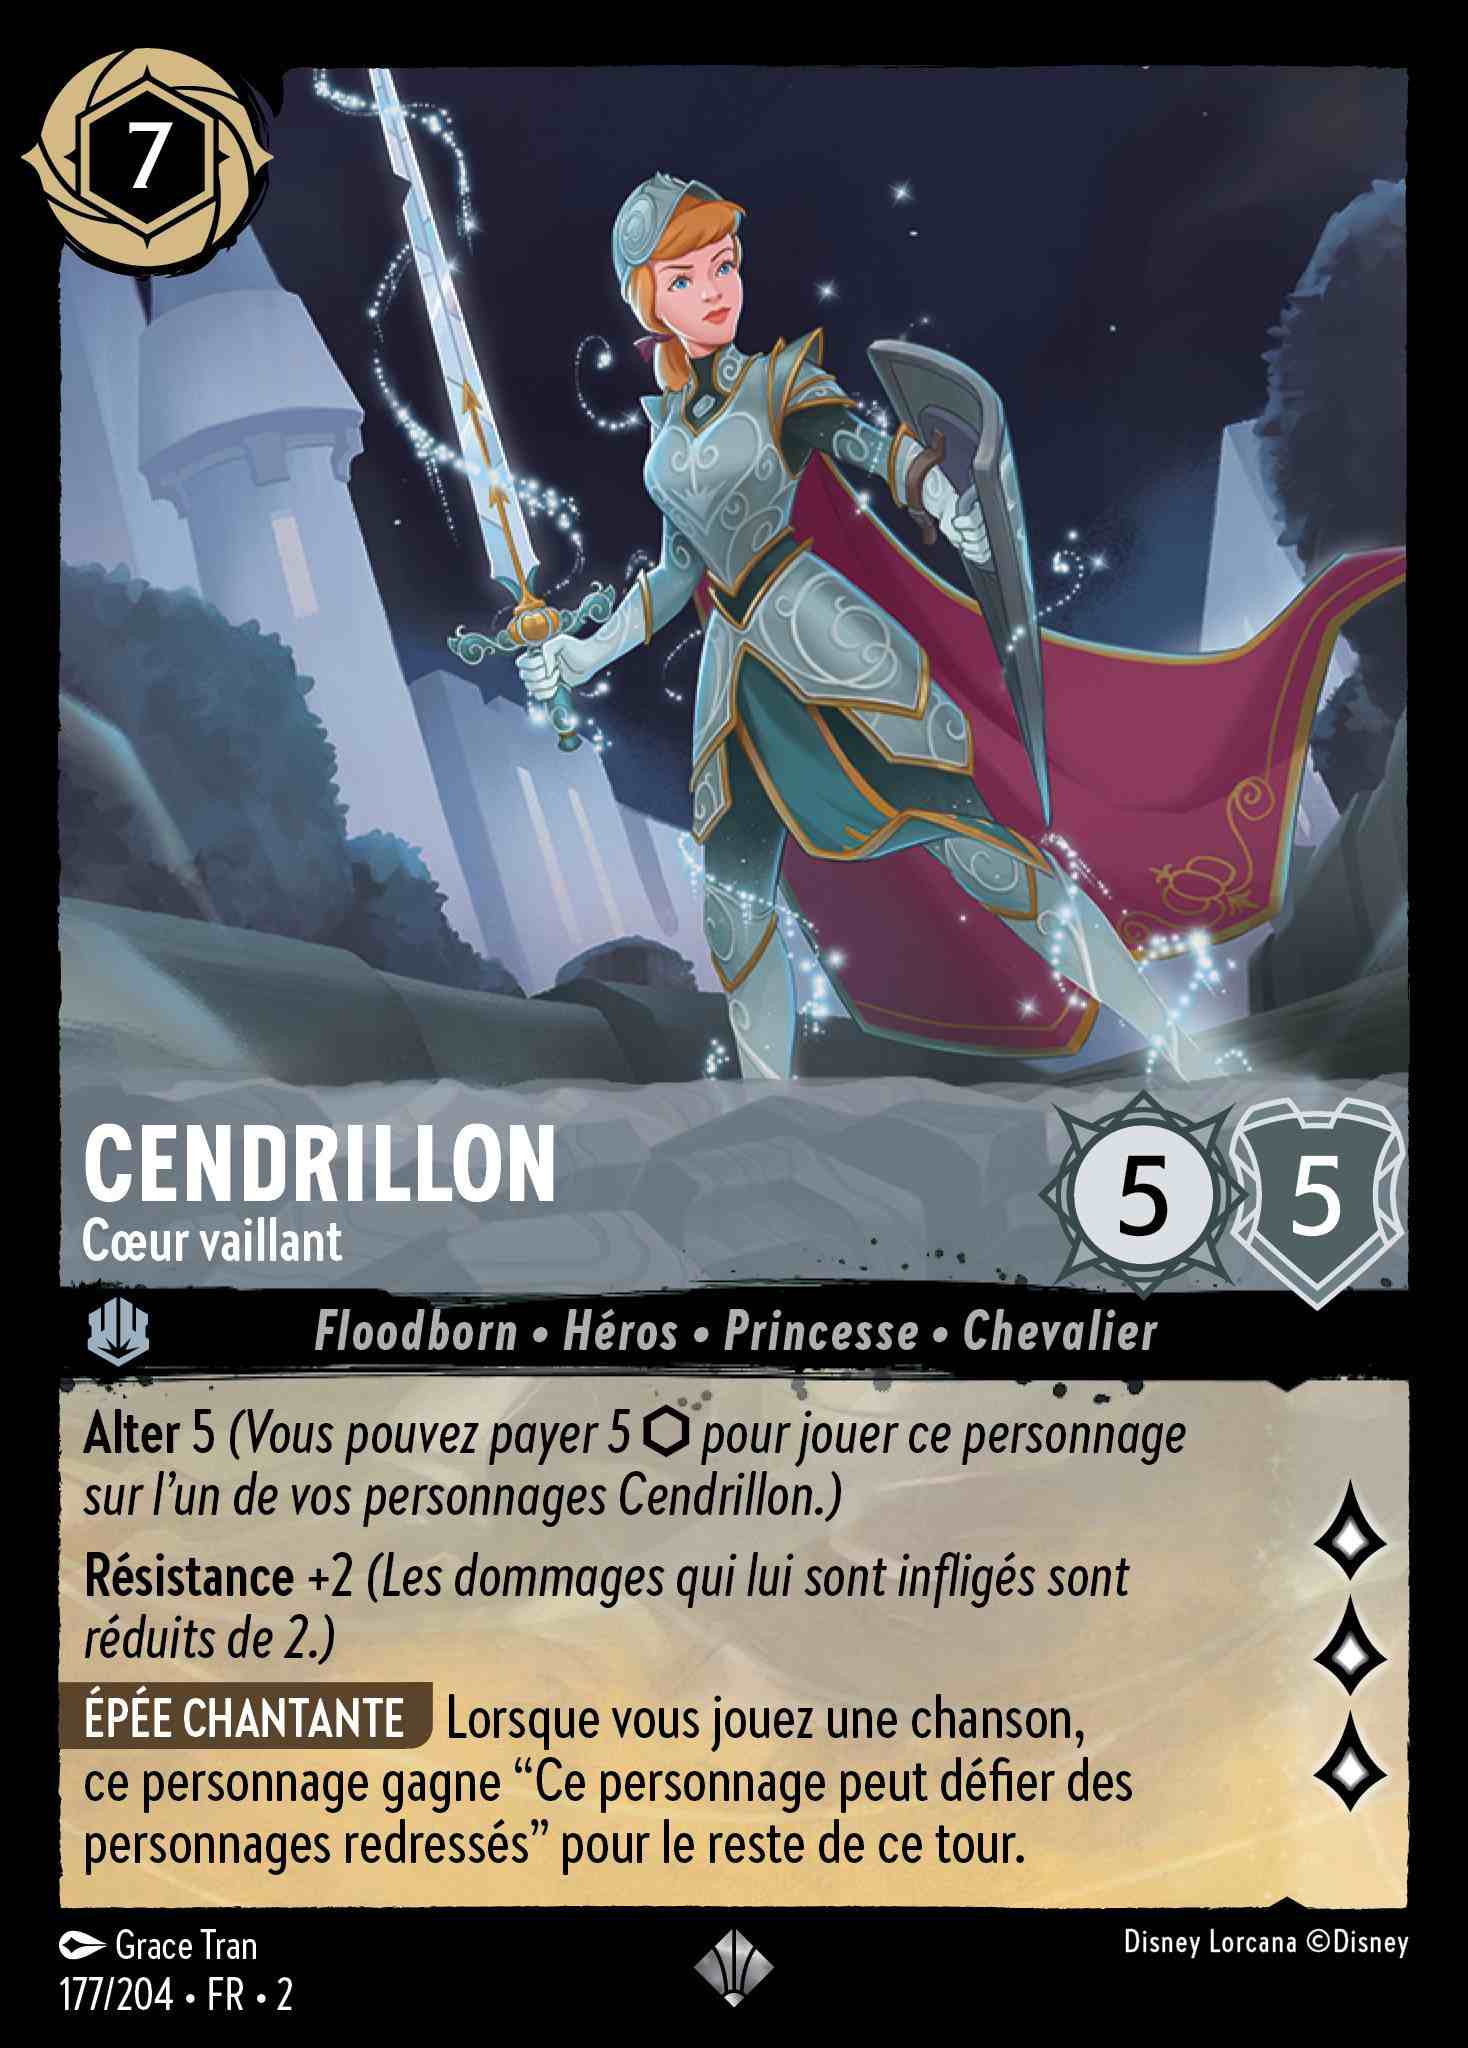 7
CENDRILLON
Cœur vaillant
5
5
Floodborn • Héros • Princesse • Chevalier
Alter 5 (Vous pouvez payer 5 ⬡ pour jouer ce personnage
sur l’un de vos personnages Cendrillon.)
Résistance +2 (Les dommages qui lui sont infligés sont
réduits de 2.)
ÉPÉE CHANTANTE Lorsque vous jouez une chanson,
ce personnage gagne “Ce personnage peut défier des
personnages redressés” pour le reste de ce tour.
Grace Tran
177/204 • FR • 2
Disney Lorcana ©Disney